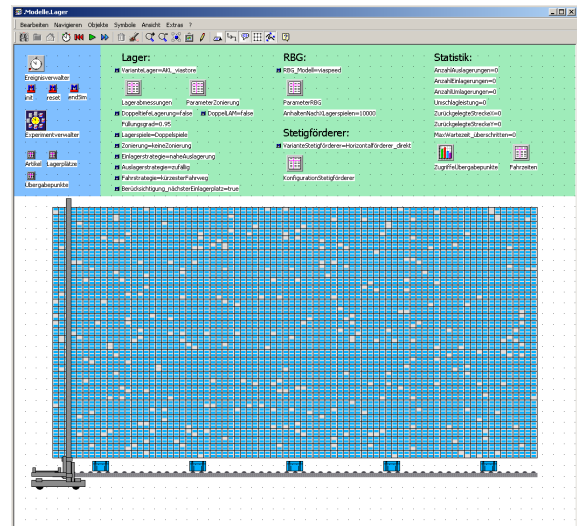 .Modelle.Lager
Bearbeiten Navigieren Objekte Symbole Ansicht Extras ?
Lager:
RBG:
Statistik:
Ereignisverwalter
VarianteLager=AKL_viastore
RBG_Modell=viaspeed
AnzahlAuslagerungen=0
AnzahlEinlagerungen=0
init reset endSim
AnzahlUmlagerungen=0
Lagerabmessungen ParameterZonierung
ParameterRBG
Umschlagleistung=0
DoppeltiefeLagerung=false DoppelLAM=false
AnhaltenNachXLagerspielen=10000
ZurückgelegteStreckeX=0
Füllungsgrad=0.95
ZurückgelegteStreckeY=0
Experimentverwalter
Lagerspiele=Doppelspiele
Stetigförderer:
MaxWartezeit_überschritten=0
Zonierung=keineZonierung
VarianteStetigförderer=Horizontalförderer_direkt
Einlagerstrategie=naheAuslagerung
Artikel Lagerplätze
Auslagerstrategie=zufällig
ZugriffeÜbergabepunkte Fahrzeiten
Fahrstrategie=kürzesterFahrweg
KonfigurationStetigförderer
Übergabepunkte
Berücksichtigung_nächsterEinlagerplatz=true